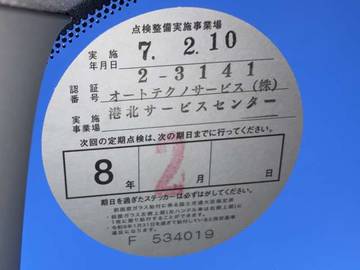 点検整備実施事業場
実施年月日 7. 2. 10
認証番号 2-3141
オートテクノサービス(株)
実施事業場 港北サービスセンター
次回の定期点検は、次の期日までに行ってください。
8年 2月 日
期日を過ぎたステッカーは必ずはがしてください。
F 534019